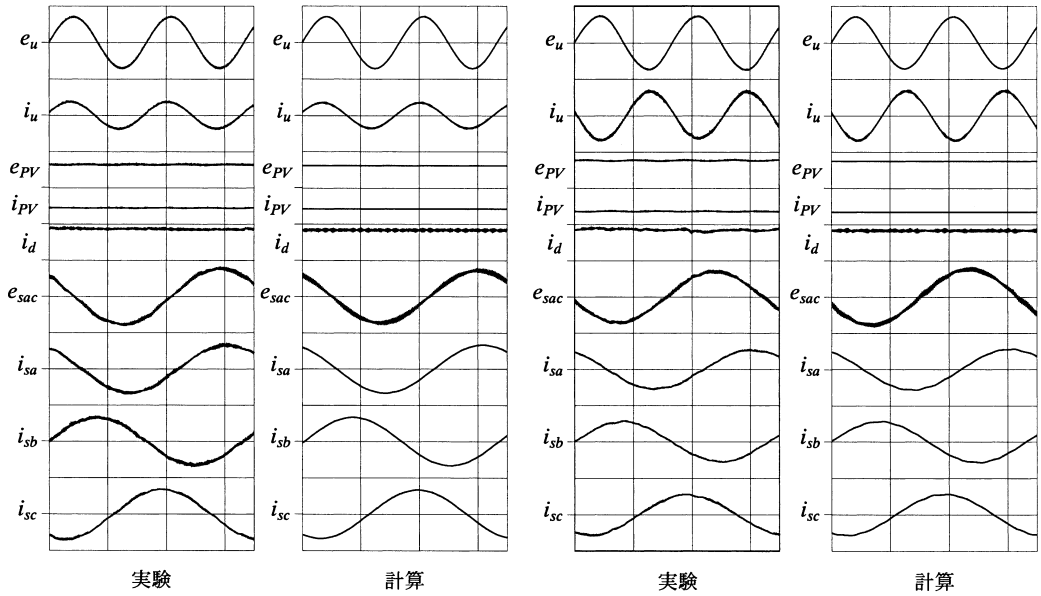 e_u e_u e_u e_u
i_u i_u i_u i_u
e_PV e_PV e_PV e_PV
i_PV i_PV i_PV i_PV
i_d i_d i_d i_d
e_sac e_sac e_sac e_sac
i_sa i_sa i_sa i_sa
i_sb i_sb i_sb i_sb
i_sc i_sc i_sc i_sc
実験 計算 実験 計算